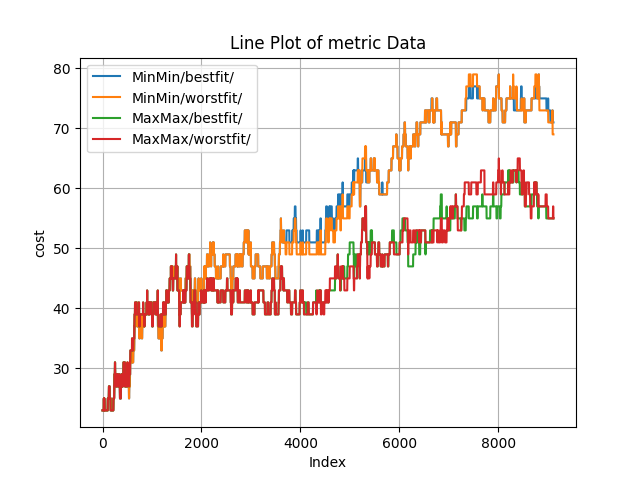 Line Plot of metric Data
MinMin/bestfit/
MinMin/worstfit/
MaxMax/bestfit/
MaxMax/worstfit/
80
70
60
50
40
30
cost
0 2000 4000 6000 8000
Index